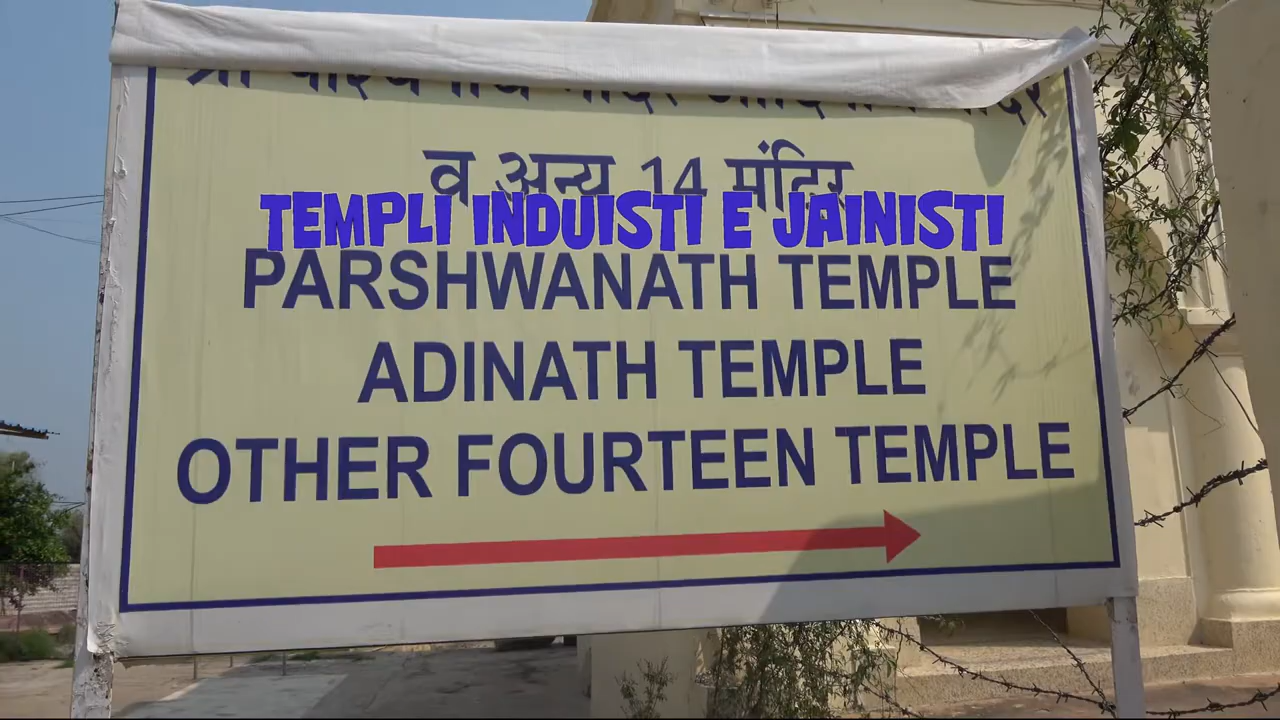 व अन्य 14 मंदिर
TEMPLI INDUISTI E JAINISTI
PARSHWANATH TEMPLE
ADINATH TEMPLE
OTHER FOURTEEN TEMPLE